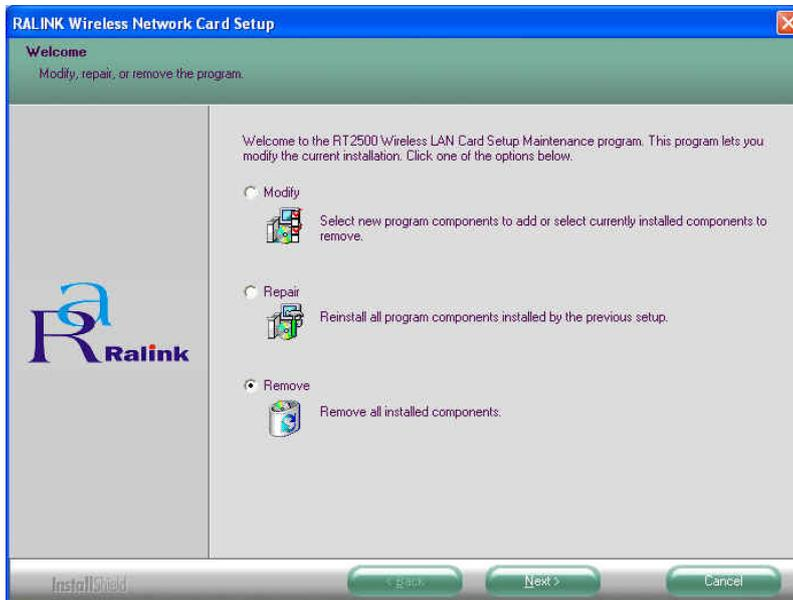 RALINK Wireless Network Card Setup
Welcome
Modify, repair, or remove the program.
Welcome to the RT2500 Wireless LAN Card Setup Maintenance program. This program lets you
modify the current installation. Click one of the options below.
Modify
Select new program components to add or select currently installed components to
remove.
Repair
Reinstall all program components installed by the previous setup.
Ra
Ralink
Remove
Remove all installed components.
InstallShield
< Back
Next >
Cancel